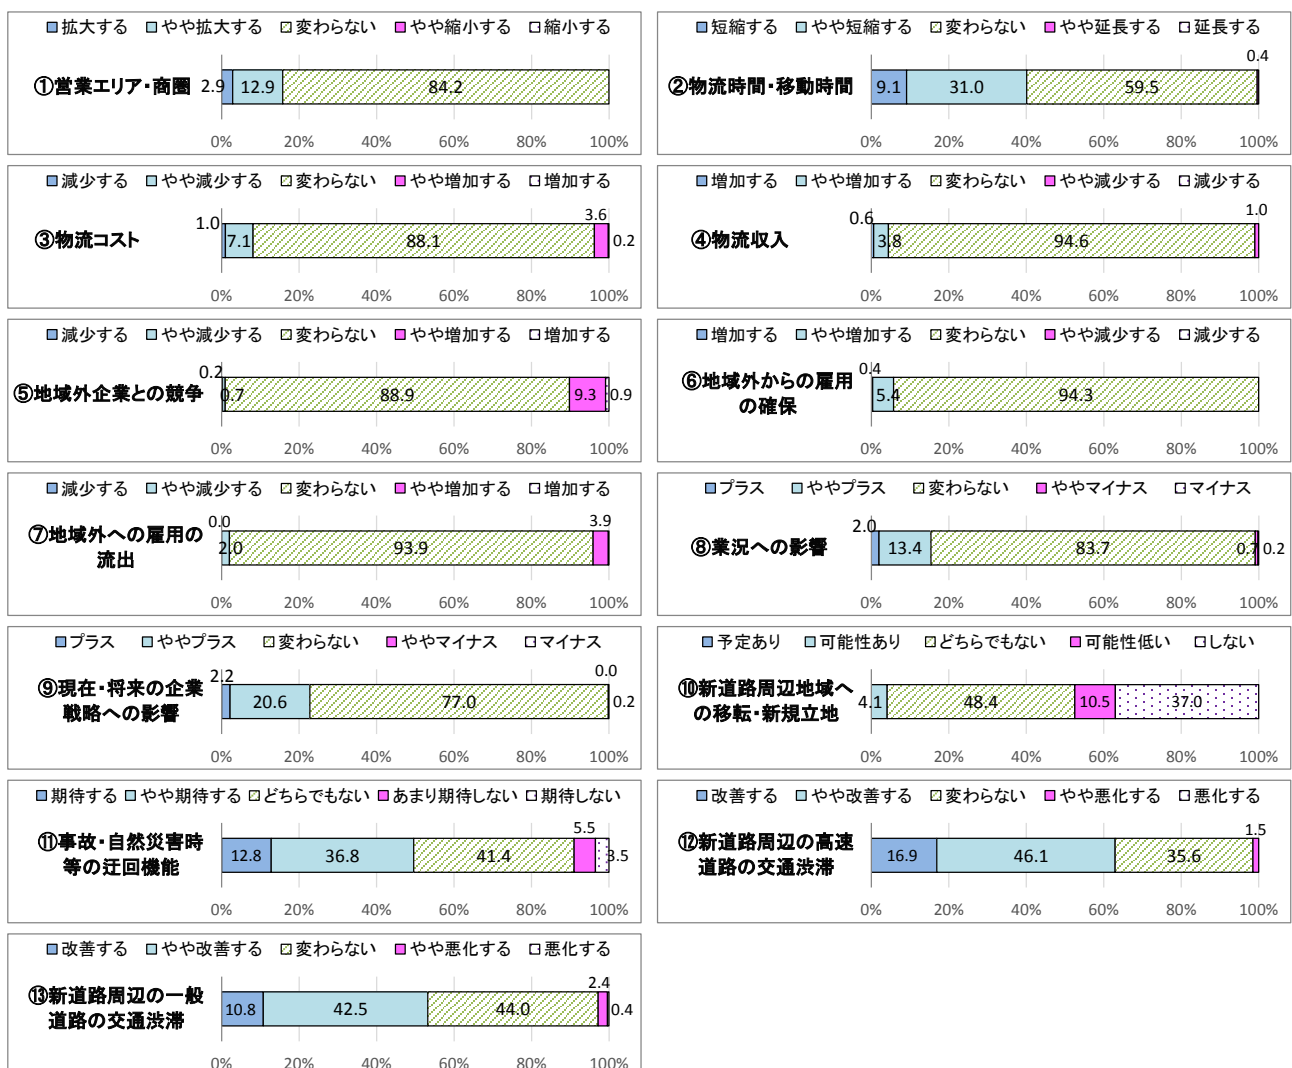 拡大する やや拡大する 変わらない やや縮小する 縮小する
①営業エリア・商圏
2.9 12.9 84.2
0% 20% 40% 60% 80% 100%
短縮する やや短縮する 変わらない やや延長する 延長する
0.4
②物流時間・移動時間
9.1 31.0 59.5
0% 20% 40% 60% 80% 100%
減少する やや減少する 変わらない やや増加する 増加する
1.0 3.6
③物流コスト
7.1 88.1 0.2
0% 20% 40% 60% 80% 100%
増加する やや増加する 変わらない やや減少する 減少する
0.6 1.0
④物流収入
3.8 94.6
0% 20% 40% 60% 80% 100%
減少する やや減少する 変わらない やや増加する 増加する
0.2
⑤地域外企業との競争
0.7 88.9 9.3 0.9
0% 20% 40% 60% 80% 100%
増加する やや増加する 変わらない やや減少する 減少する
0.4
⑥地域外からの雇用
の確保
5.4 94.3
0% 20% 40% 60% 80% 100%
減少する やや減少する 変わらない やや増加する 増加する
0.0 3.9
⑦地域外への雇用の
流出
2.0 93.9
0% 20% 40% 60% 80% 100%
プラス ややプラス 変わらない ややマイナス マイナス
2.0
⑧業況への影響
13.4 83.7 0.7 0.2
0% 20% 40% 60% 80% 100%
プラス ややプラス 変わらない ややマイナス マイナス
2.2 0.0
⑨現在・将来の企業
戦略への影響
20.6 77.0 0.2
0% 20% 40% 60% 80% 100%
予定あり 可能性あり どちらでもない 可能性低い しない
⑩新道路周辺地域へ
の移転・新規立地
4.1 48.4 10.5 37.0
0% 20% 40% 60% 80% 100%
期待する やや期待する どちらでもない あまり期待しない 期待しない
5.5
⑪事故・自然災害時
等の迂回機能
12.8 36.8 41.4 3.5
0% 20% 40% 60% 80% 100%
改善する やや改善する 変わらない やや悪化する 悪化する
1.5
⑫新道路周辺の高速
道路の交通渋滞
16.9 46.1 35.6
0% 20% 40% 60% 80% 100%
改善する やや改善する 変わらない やや悪化する 悪化する
2.4
⑬新道路周辺の一般
道路の交通渋滞
10.8 42.5 44.0 0.4
0% 20% 40% 60% 80% 100%